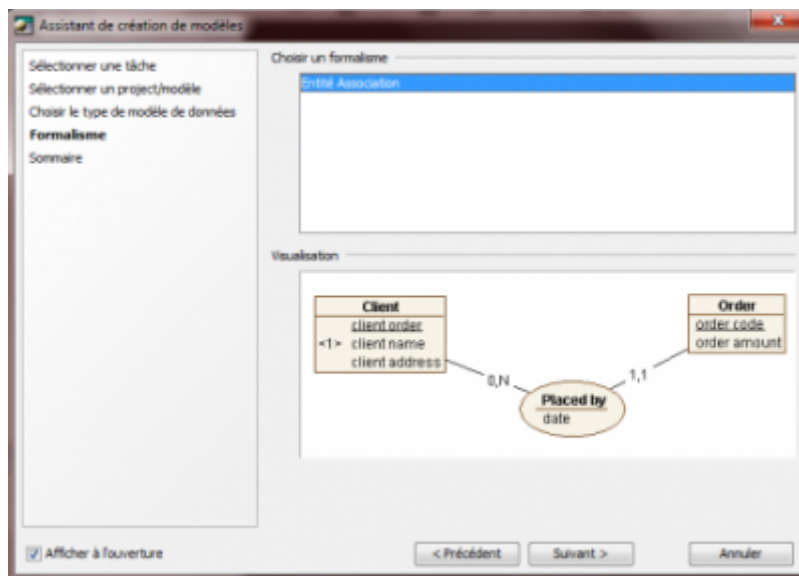 Assistant de création de modèles
Sélectionner une tâche
Sélectionner un project/modèle
Choisir le type de modèle de données
Formalisme
Sommaire
Choisir un formalisme
Entité Association
Visualisation
Client
client order
<1> client name
client address
0,N
Placed by
date
1,1
Order
order code
order amount
Afficher à l'ouverture
< Précédent
Suivant >
Annuler